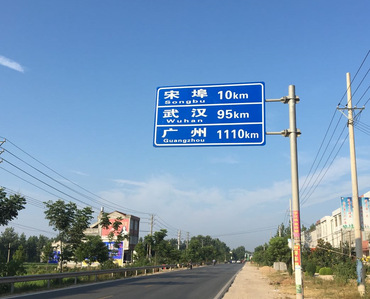 宋埠 10km
Songbu
武汉 95km
Wuhan
广州 1110km
Guangzhou